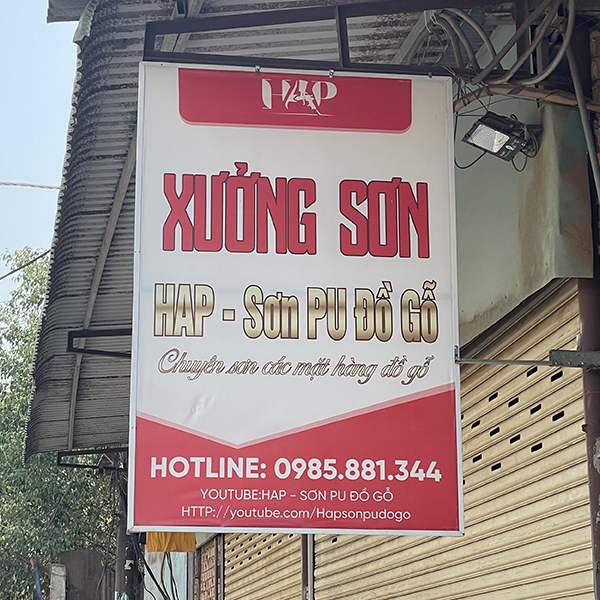 HAP
XƯỞNG SƠN
HAP - Sơn PU Đồ Gỗ
Chuyên sơn các mặt hàng đồ gỗ
HOTLINE: 0985.881.344
YOUTUBE:HAP - SƠN PU ĐỒ GỖ
HTTP://youtube.com/Hapsonpudogo